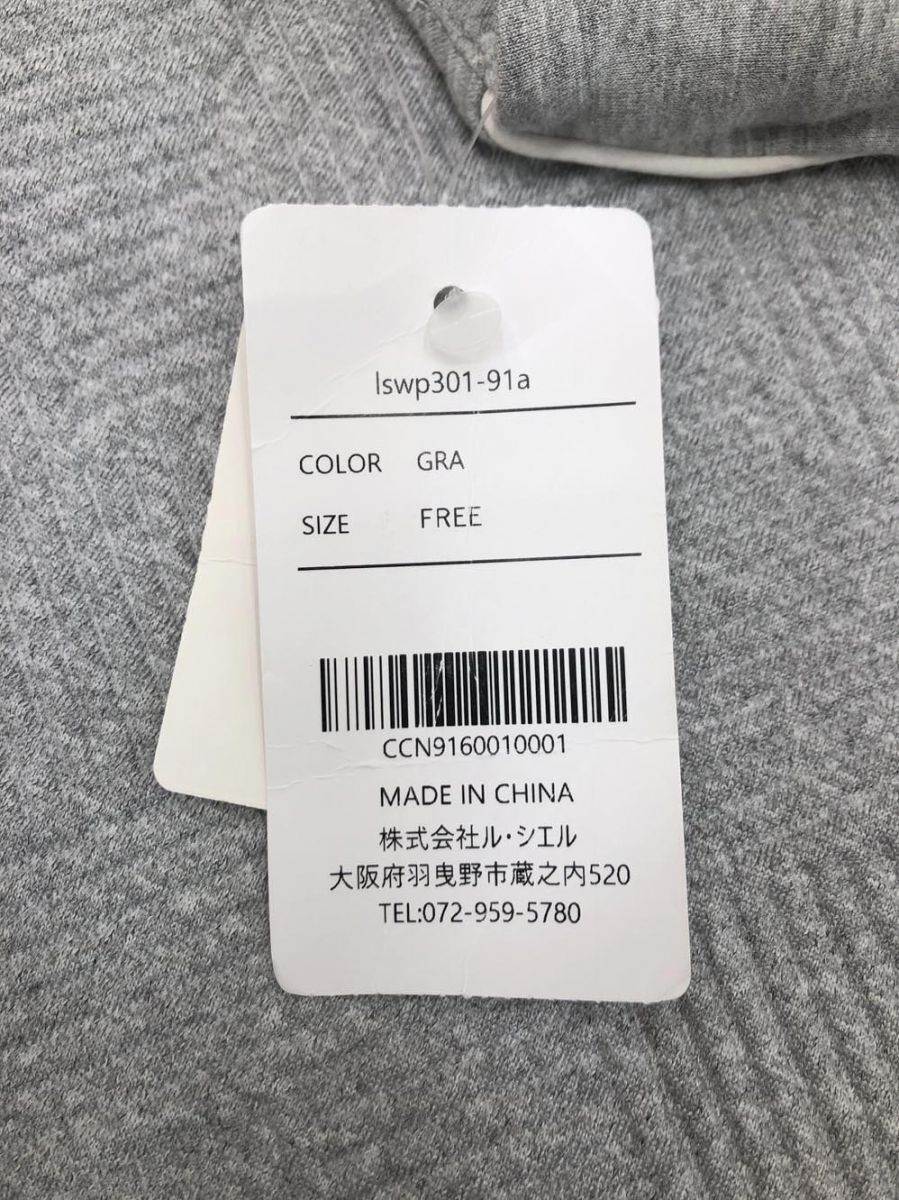 lswp301-91a
COLOR GRA
SIZE FREE
CCN9160010001
MADE IN CHINA
株式会社ル・シエル
大阪府羽曳野市蔵之内520
TEL:072-959-5780